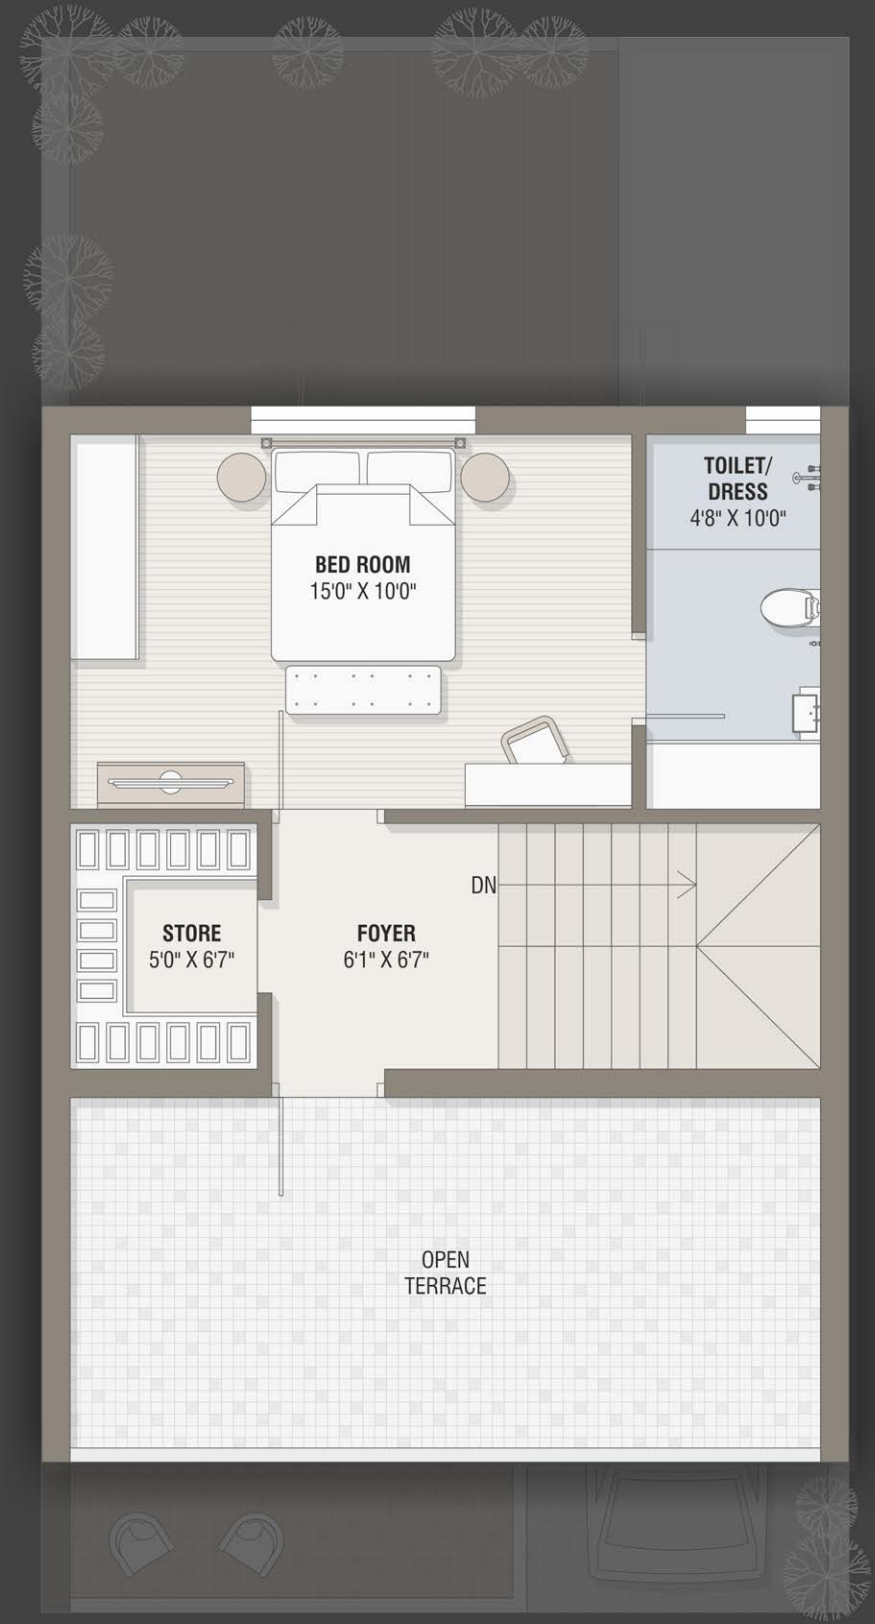 TOILET/
DRESS
4'8" X 10'0"
BED ROOM
15'0" X 10'0"
DN
STORE
5'0" X 6'7"
FOYER
6'1" X 6'7"
OPEN
TERRACE